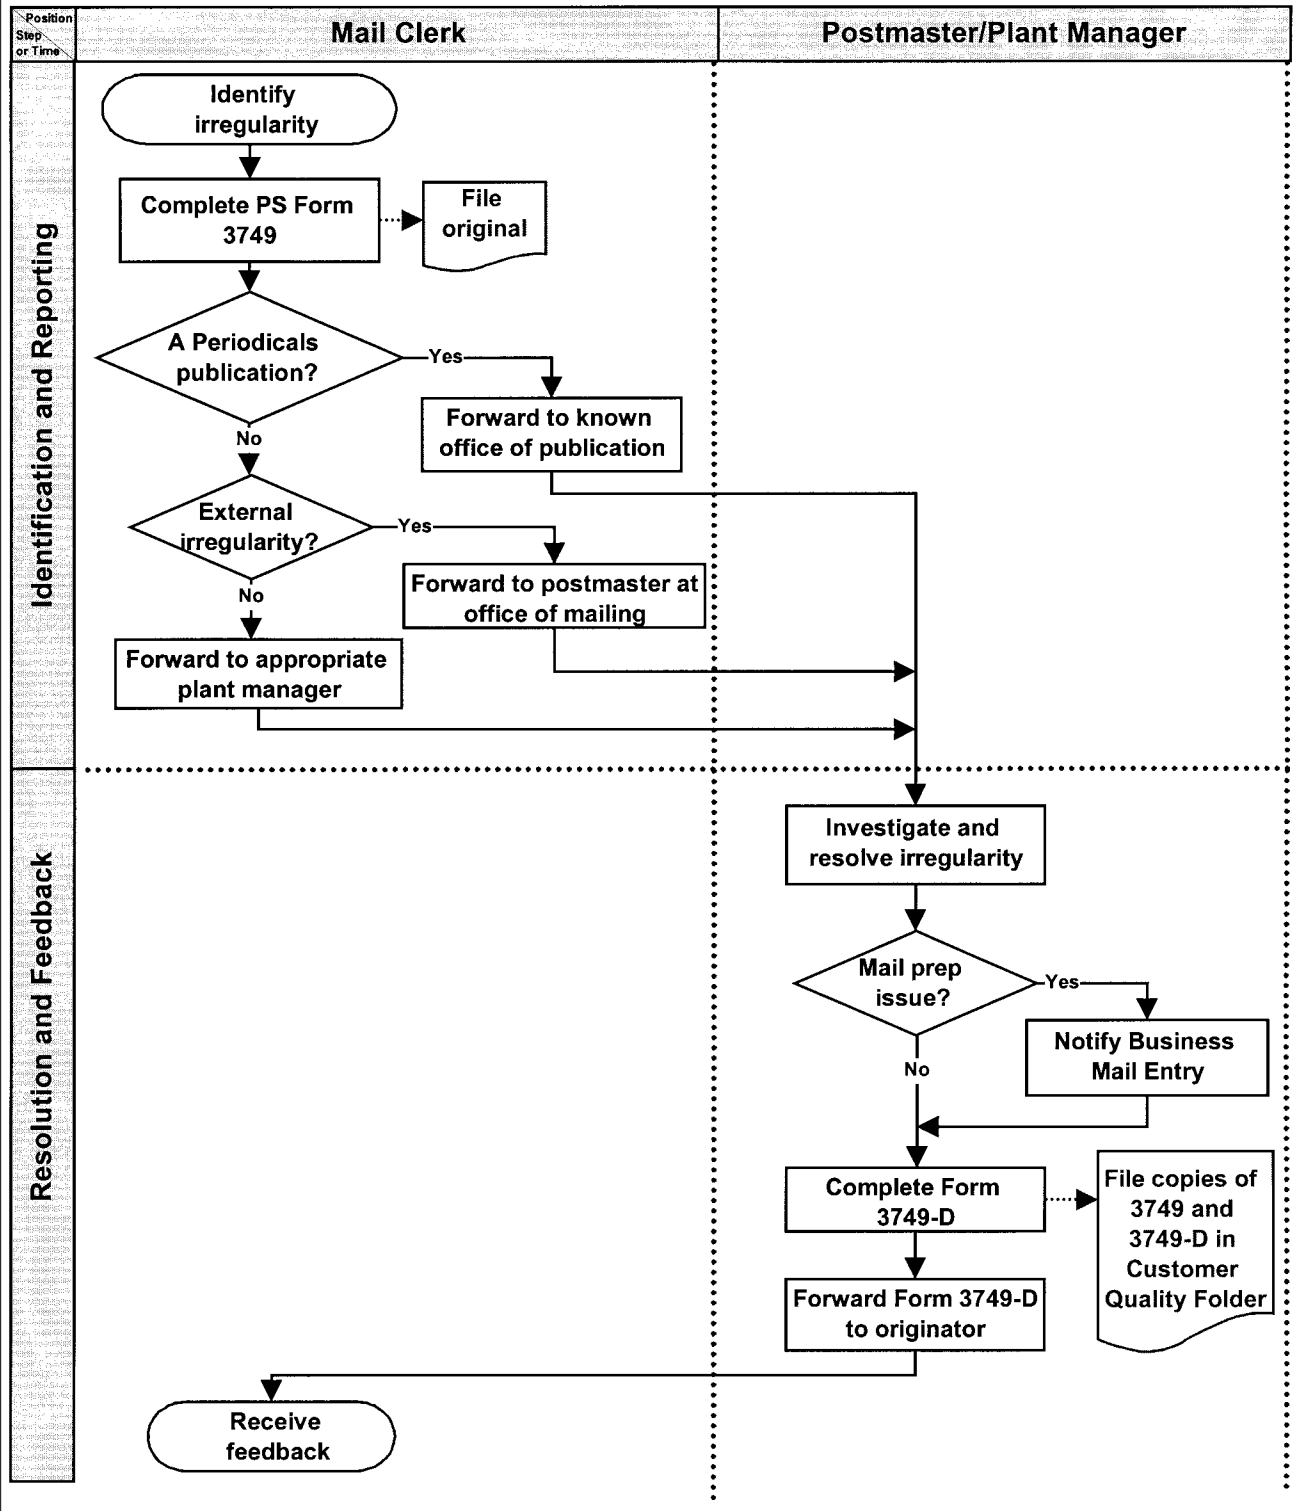 Position
Step
or Time
Mail Clerk
Postmaster/Plant Manager
Identification and Reporting
Identify
irregularity
Complete PS Form
3749
File
original
A Periodicals
publication?
Yes
Forward to known
office of publication
No
External
irregularity?
Yes
Forward to postmaster at
office of mailing
No
Forward to appropriate
plant manager
Resolution and Feedback
Investigate and
resolve irregularity
Mail prep
issue?
Yes
Notify Business
Mail Entry
No
Complete Form
3749-D
File copies of
3749 and
3749-D in
Customer
Quality Folder
Forward Form 3749-D
to originator
Receive
feedback